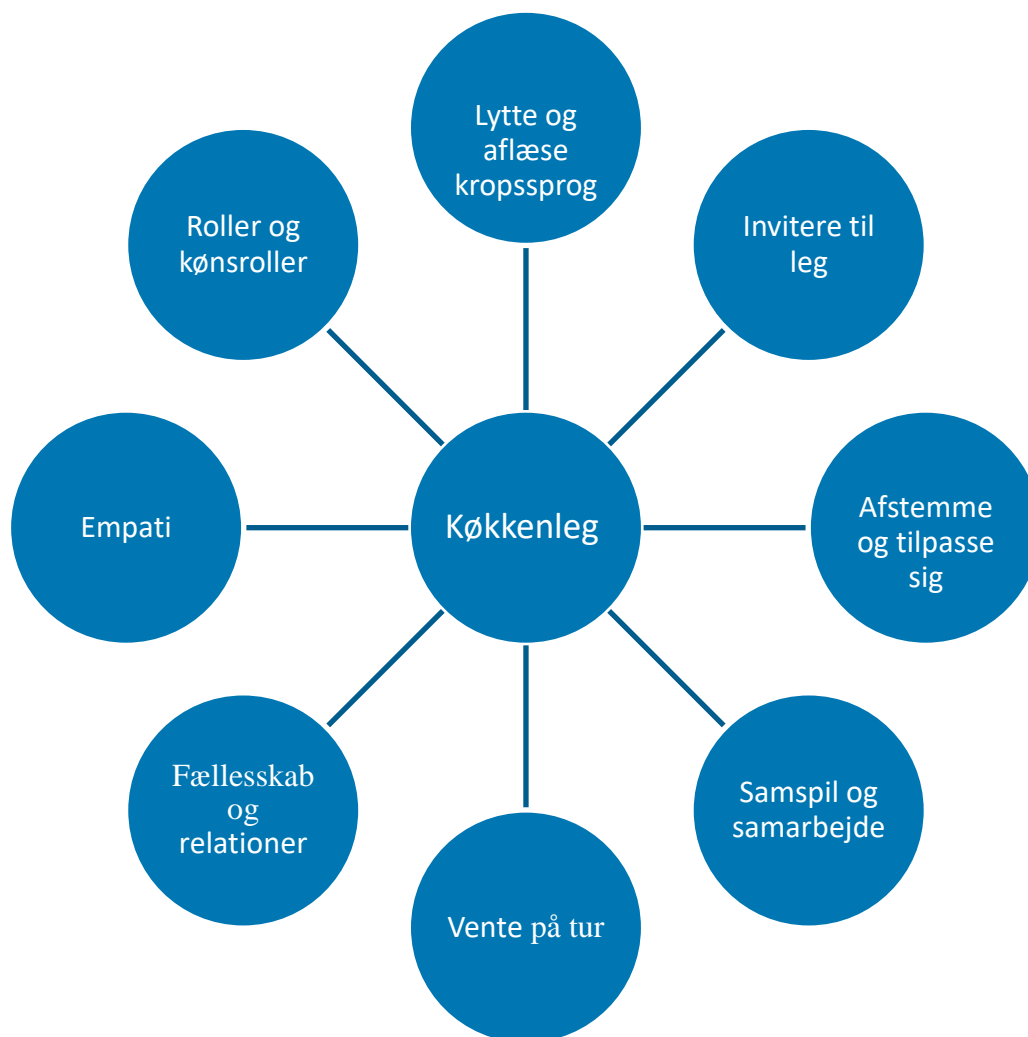 Lytte og
aflæse
kropssprog
Roller og
kønsroller
Invitere til
leg
Empati
Køkkenleg
Afstemme
og tilpasse
sig
Fællesskab
og
relationer
Samspil og
samarbejde
Vente på tur